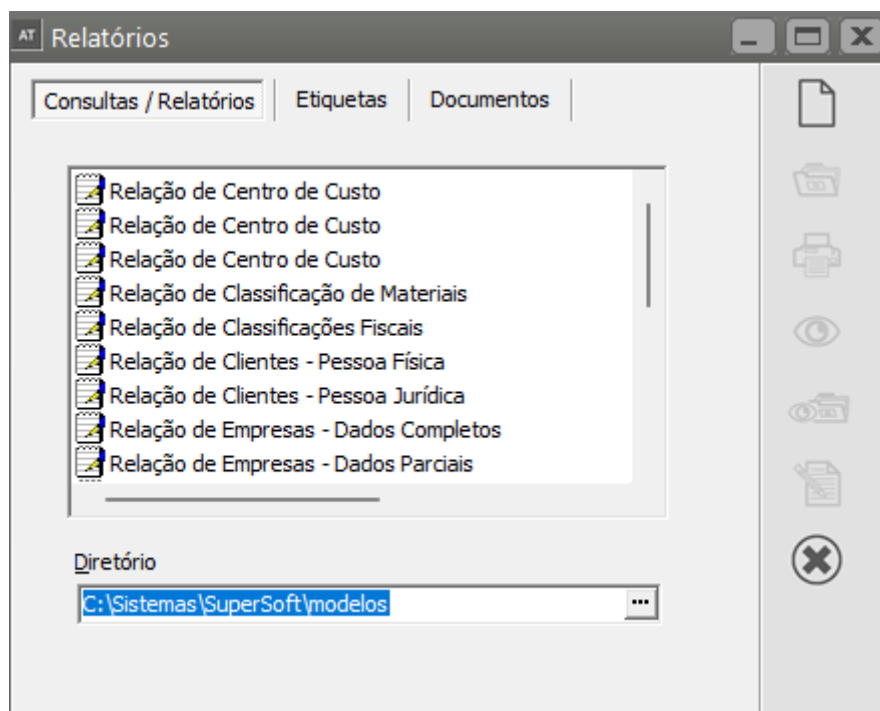 AT Relatórios
Consultas / Relatórios Etiquetas Documentos
Relação de Centro de Custo
Relação de Centro de Custo
Relação de Centro de Custo
Relação de Classificação de Materiais
Relação de Classificações Fiscais
Relação de Clientes - Pessoa Física
Relação de Clientes - Pessoa Jurídica
Relação de Empresas - Dados Completos
Relação de Empresas - Dados Parciais
Diretório
C:\Sistemas\SuperSoft\modelos ...